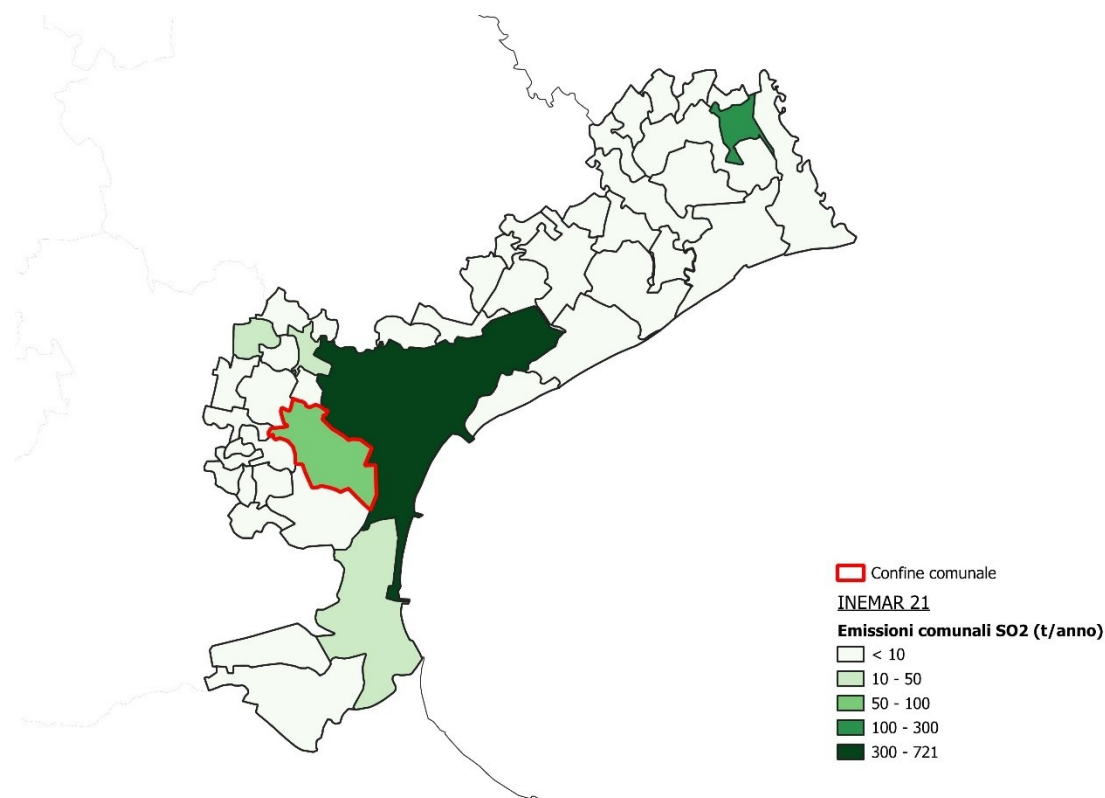 Confine comunale
INEMAR 21
Emissioni comunali SO2 (t/anno)
< 10
10 - 50
50 - 100
100 - 300
300 - 721